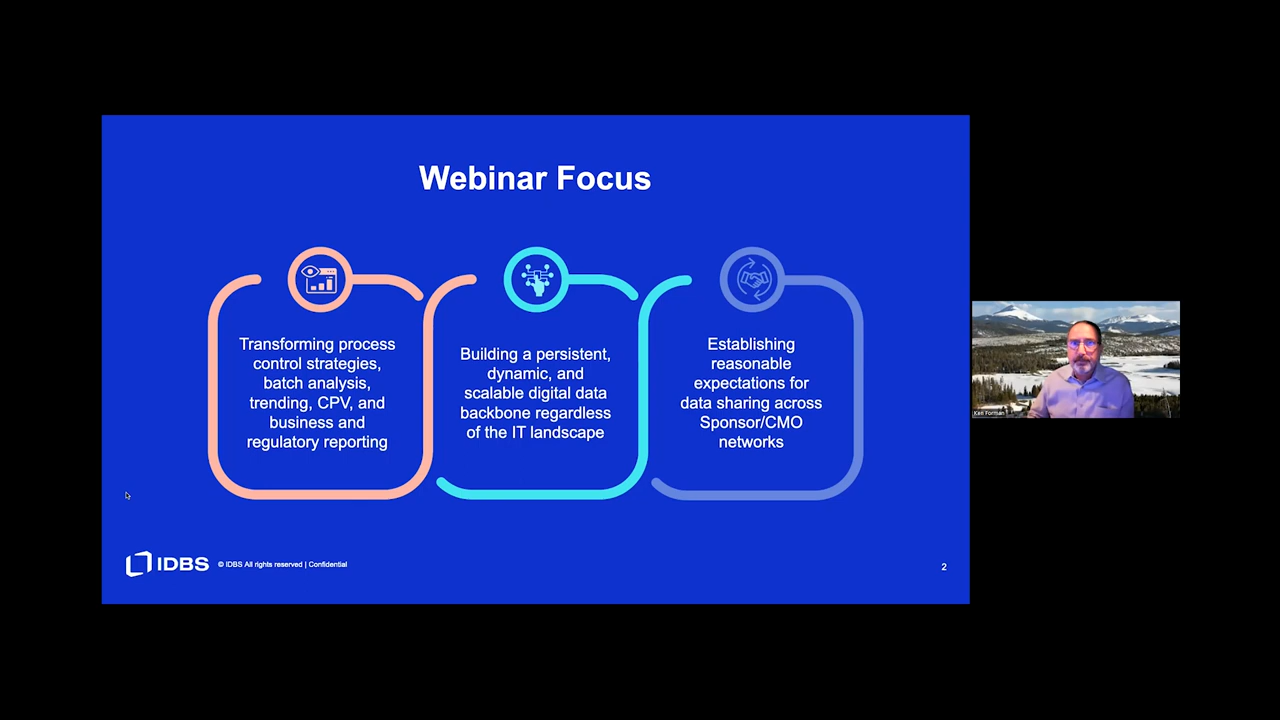 Webinar Focus
Transforming process
control strategies,
batch analysis,
trending, CPV, and
business and
regulatory reporting
Building a persistent,
dynamic, and
scalable digital data
backbone regardless
of the IT landscape
Establishing
reasonable
expectations for
data sharing across
Sponsor/CMO
networks
Ken Forman
IDBS
© IDBS All rights reserved | Confidential
2